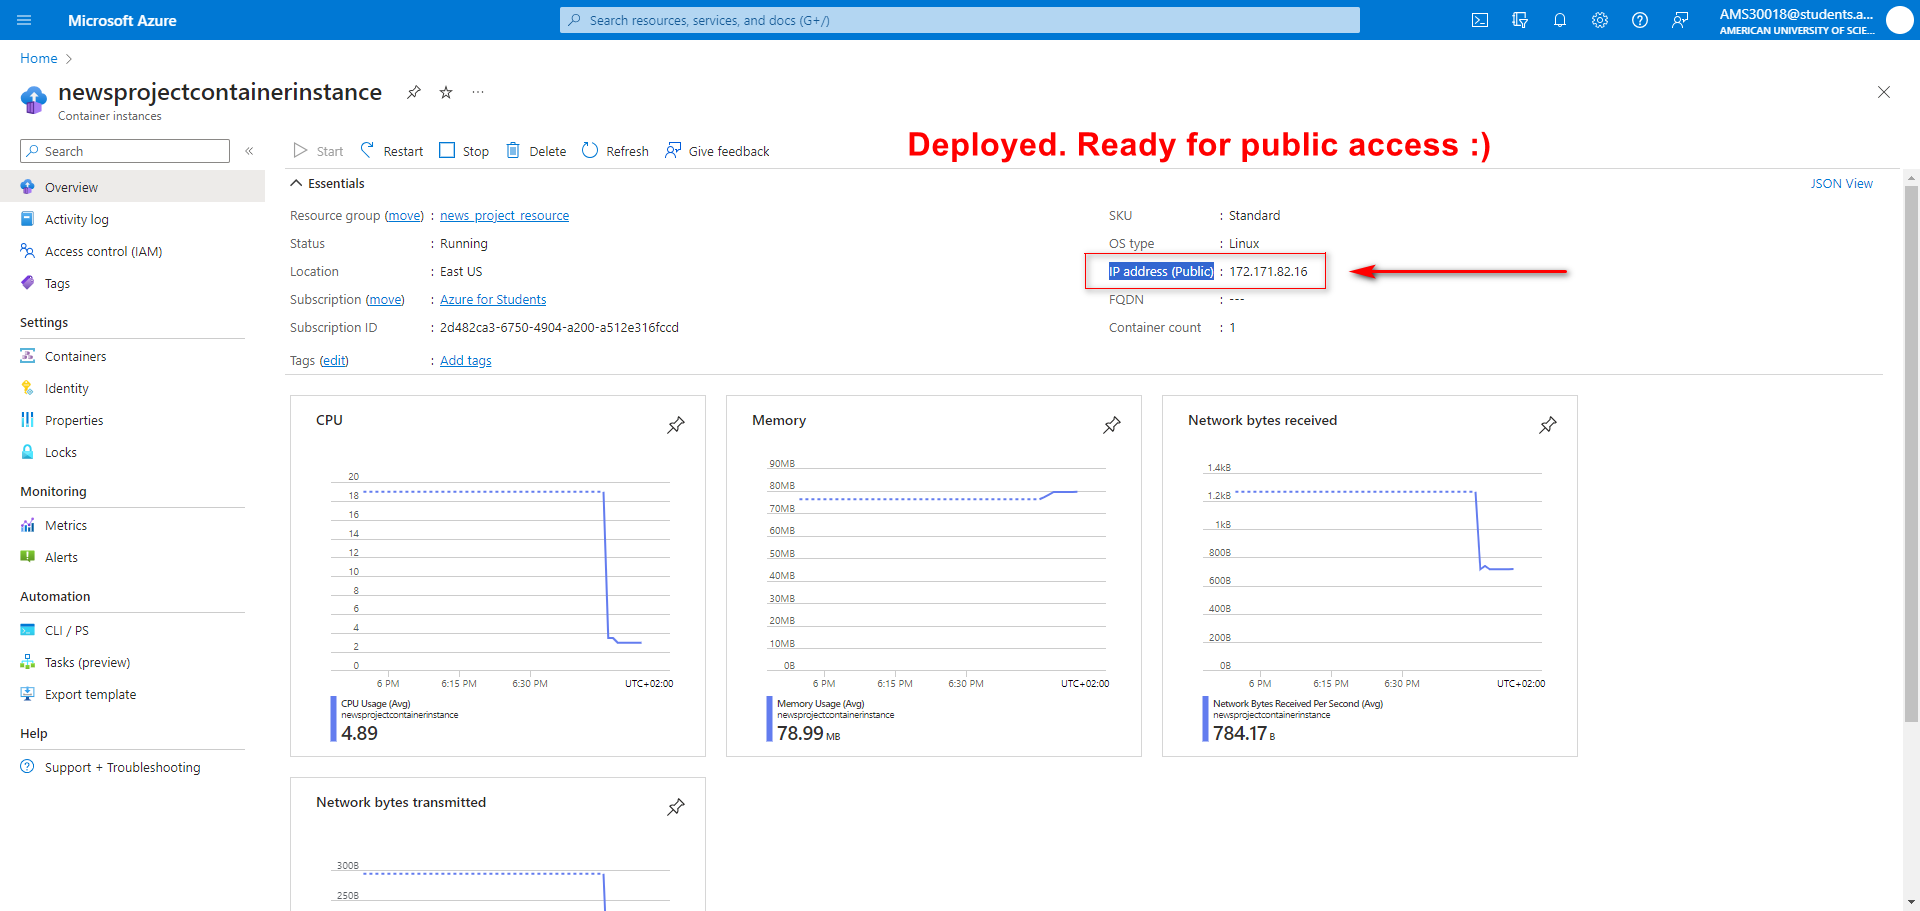 Microsoft Azure
Search resources, services, and docs (G+/)
AMS30018@students.a...
AMERICAN UNIVERSITY OF SCIE...
Home
newsprojectcontainerinstance
Container instances
Search
Start
Restart
Stop
Delete
Refresh
Give feedback
Deployed. Ready for public access :)
Overview
Activity log
Access control (IAM)
Tags
Settings
Containers
Identity
Properties
Locks
Monitoring
Metrics
Alerts
Automation
CLI / PS
Tasks (preview)
Export template
Help
Support + Troubleshooting
Essentials
JSON View
Resource group (move) : news_project_resource
Status : Running
Location : East US
Subscription (move) : Azure for Students
Subscription ID : 2d482ca3-6750-4904-a200-a512e316fccd
Tags (edit) : Add tags
SKU : Standard
OS type : Linux
IP address (Public) : 172.171.82.16
FQDN : ---
Container count : 1
CPU
20
18
16
14
12
10
8
6
4
2
0
6 PM 6:15 PM 6:30 PM UTC+02:00
CPU Usage (Avg)
newsprojectcontainerinstance
4.89
Memory
90MB
80MB
70MB
60MB
50MB
40MB
30MB
20MB
10MB
0B
6 PM 6:15 PM 6:30 PM UTC+02:00
Memory Usage (Avg)
newsprojectcontainerinstance
78.99 MB
Network bytes received
1.4kB
1.2kB
1kB
800B
600B
400B
200B
0B
6 PM 6:15 PM 6:30 PM UTC+02:00
Network Bytes Received Per Second (Avg)
newsprojectcontainerinstance
784.17 B
Network bytes transmitted
300B
250B